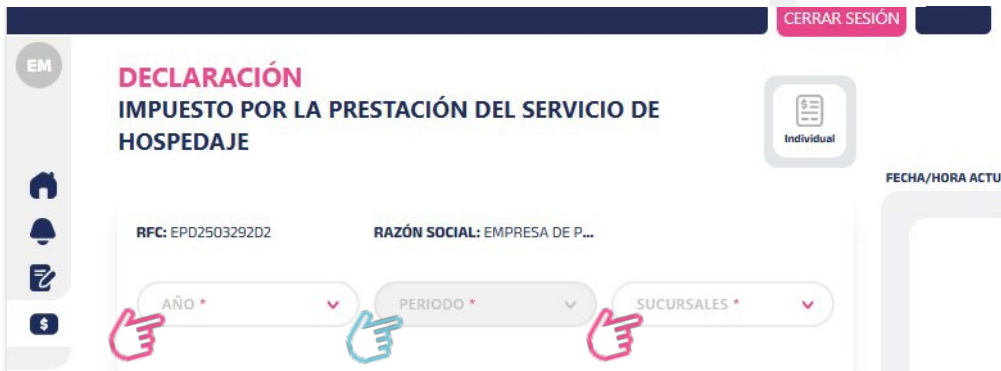 CERRAR SESIÓN
EM
DECLARACIÓN
IMPUESTO POR LA PRESTACIÓN DEL SERVICIO DE
HOSPEDAJE
Individual
FECHA/HORA ACTU
RFC: EPD2503292D2 RAZÓN SOCIAL: EMPRESA DE P...
AÑO * PERIODO * SUCURSALES *